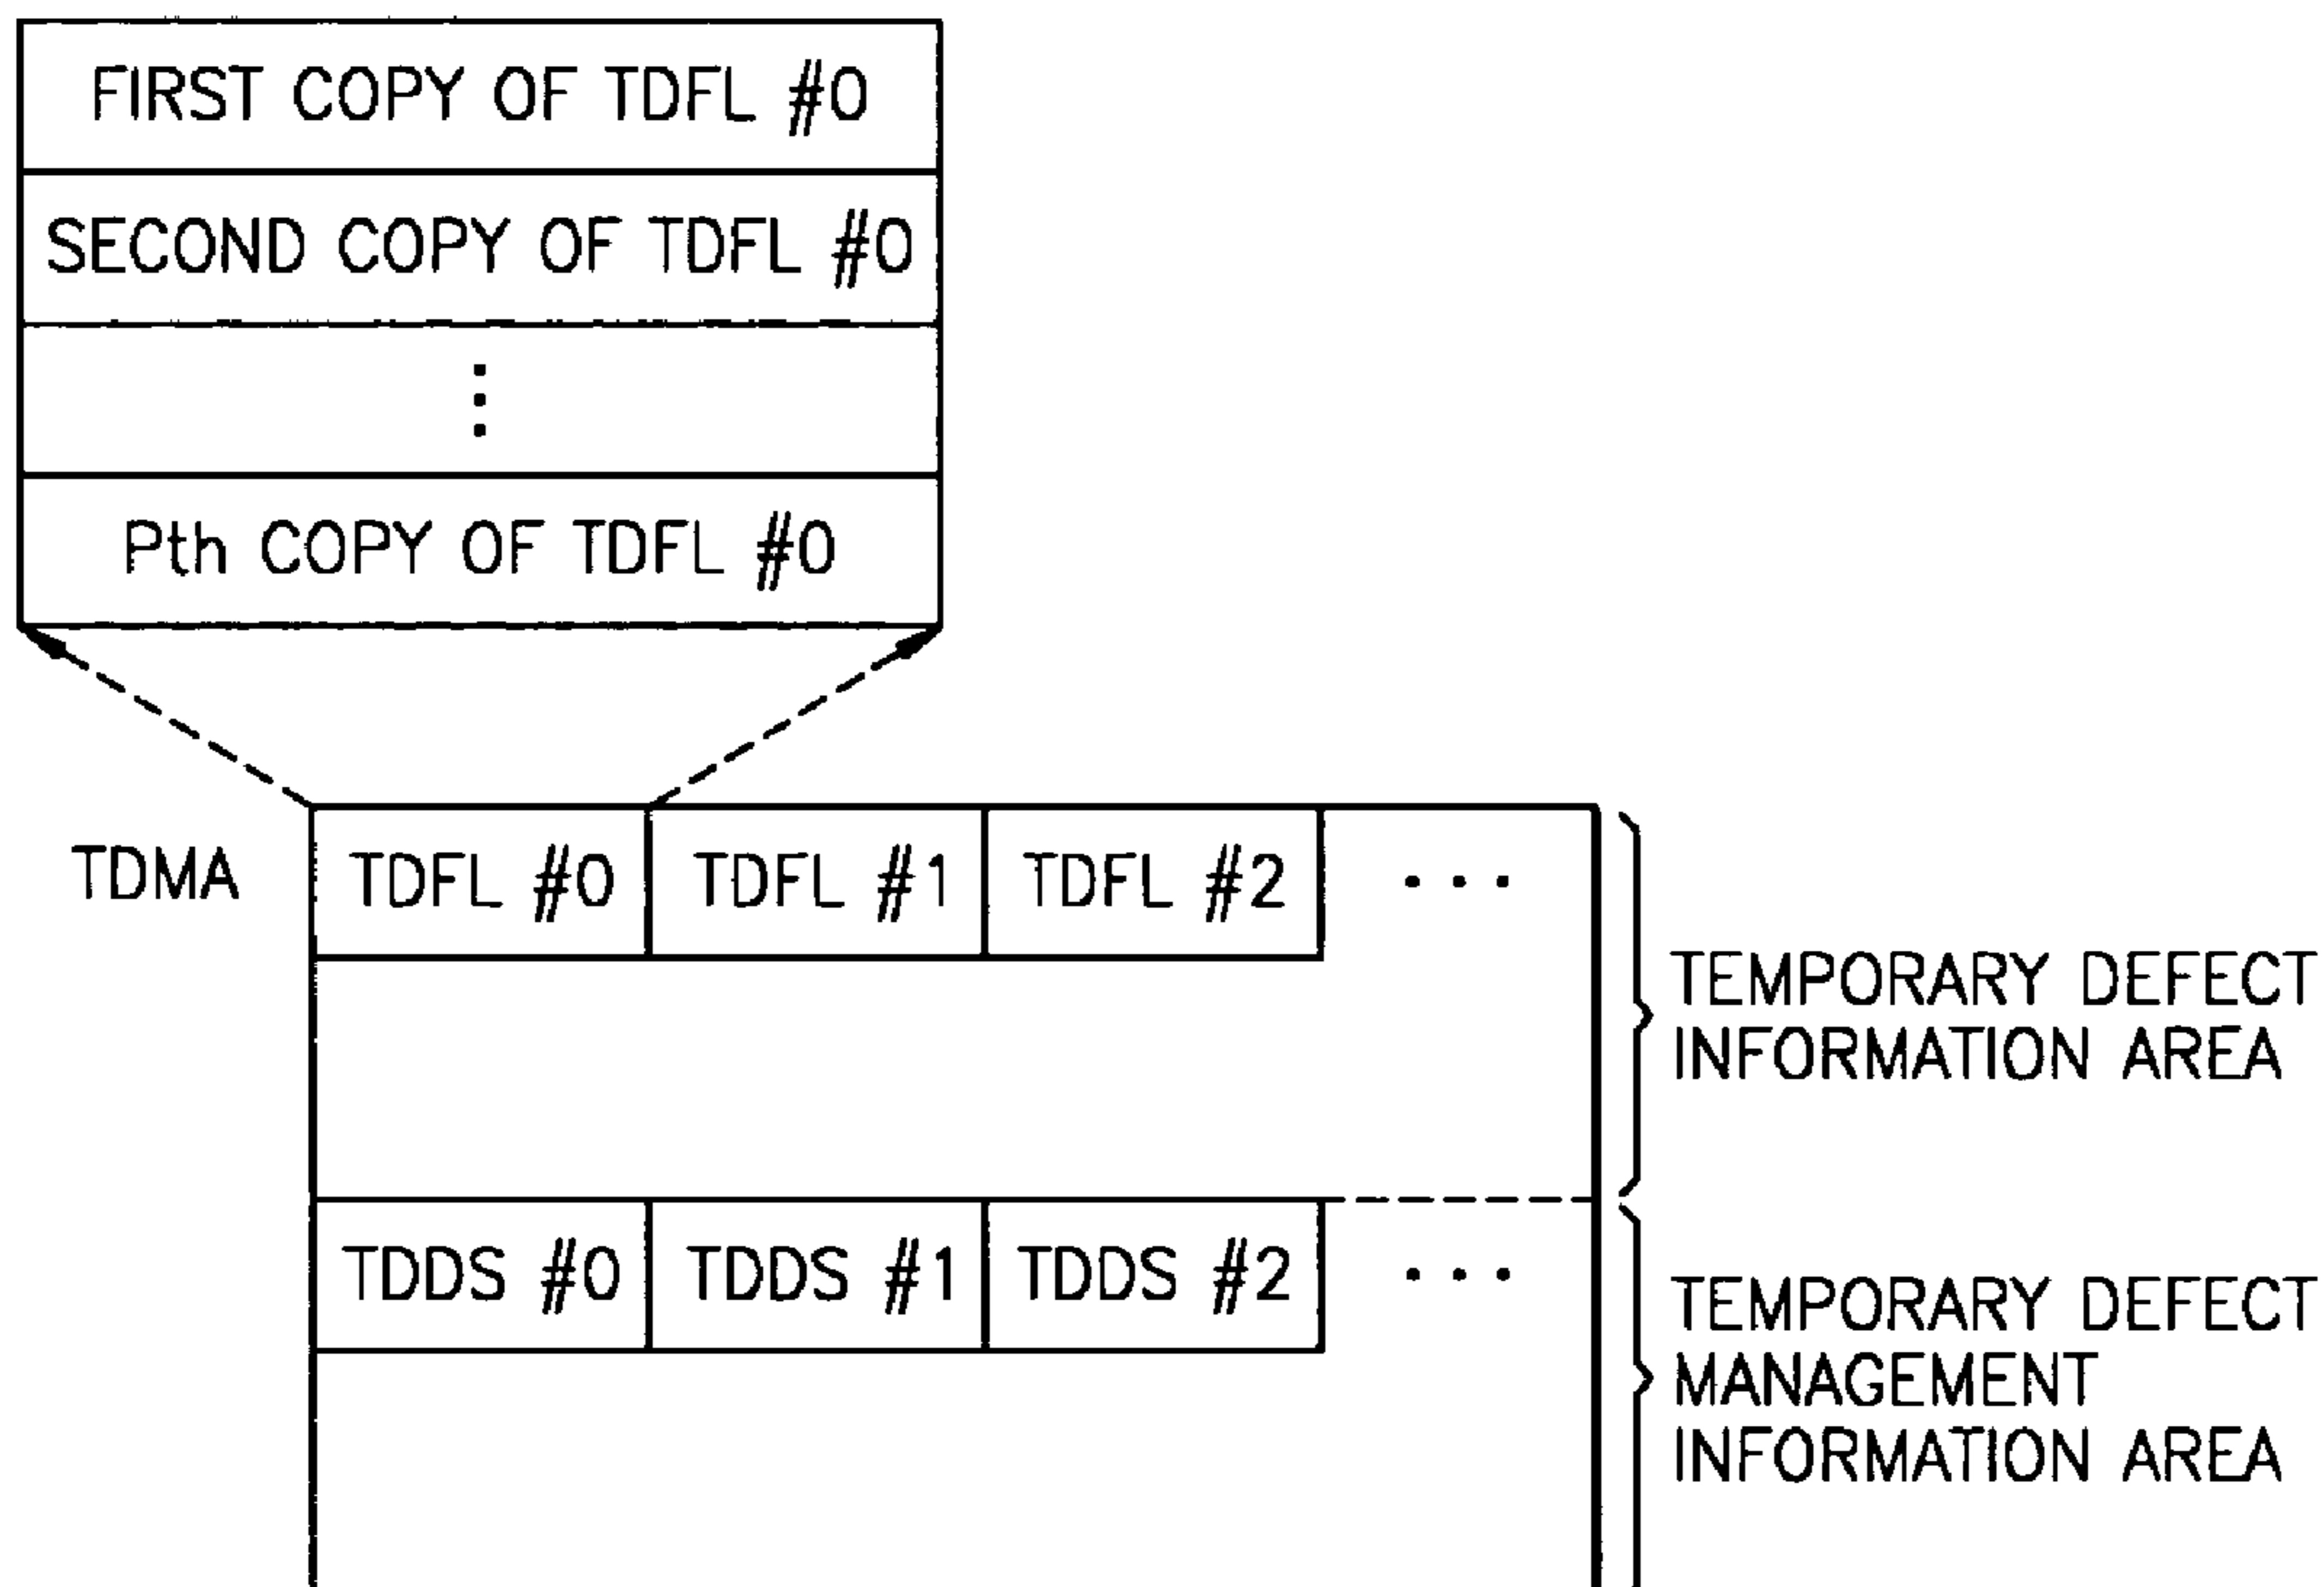 FIRST COPY OF TDFL #0
SECOND COPY OF TDFL #0
⋮
Pth COPY OF TDFL #0
TDMA
TDFL #0
TDFL #1
TDFL #2
...
TEMPORARY DEFECT
INFORMATION AREA
TDDS #0
TDDS #1
TDDS #2
...
TEMPORARY DEFECT
MANAGEMENT
INFORMATION AREA